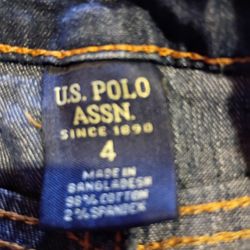 U.S. POLO
ASSN.
SINCE 1890
4
MADE IN
BANGLADESH
98% COTTON
2% SPANDEX